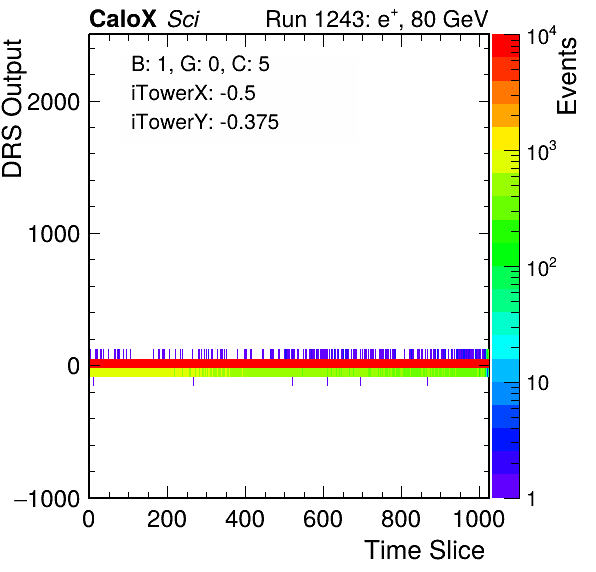 CaloX Sci Run 1243: e+, 80 GeV
B: 1, G: 0, C: 5
iTowerX: -0.5
iTowerY: -0.375
DRS Output
2000
1000
0
−1000
0 200 400 600 800 1000
Time Slice
Events
10^4
10^3
10^2
10
1